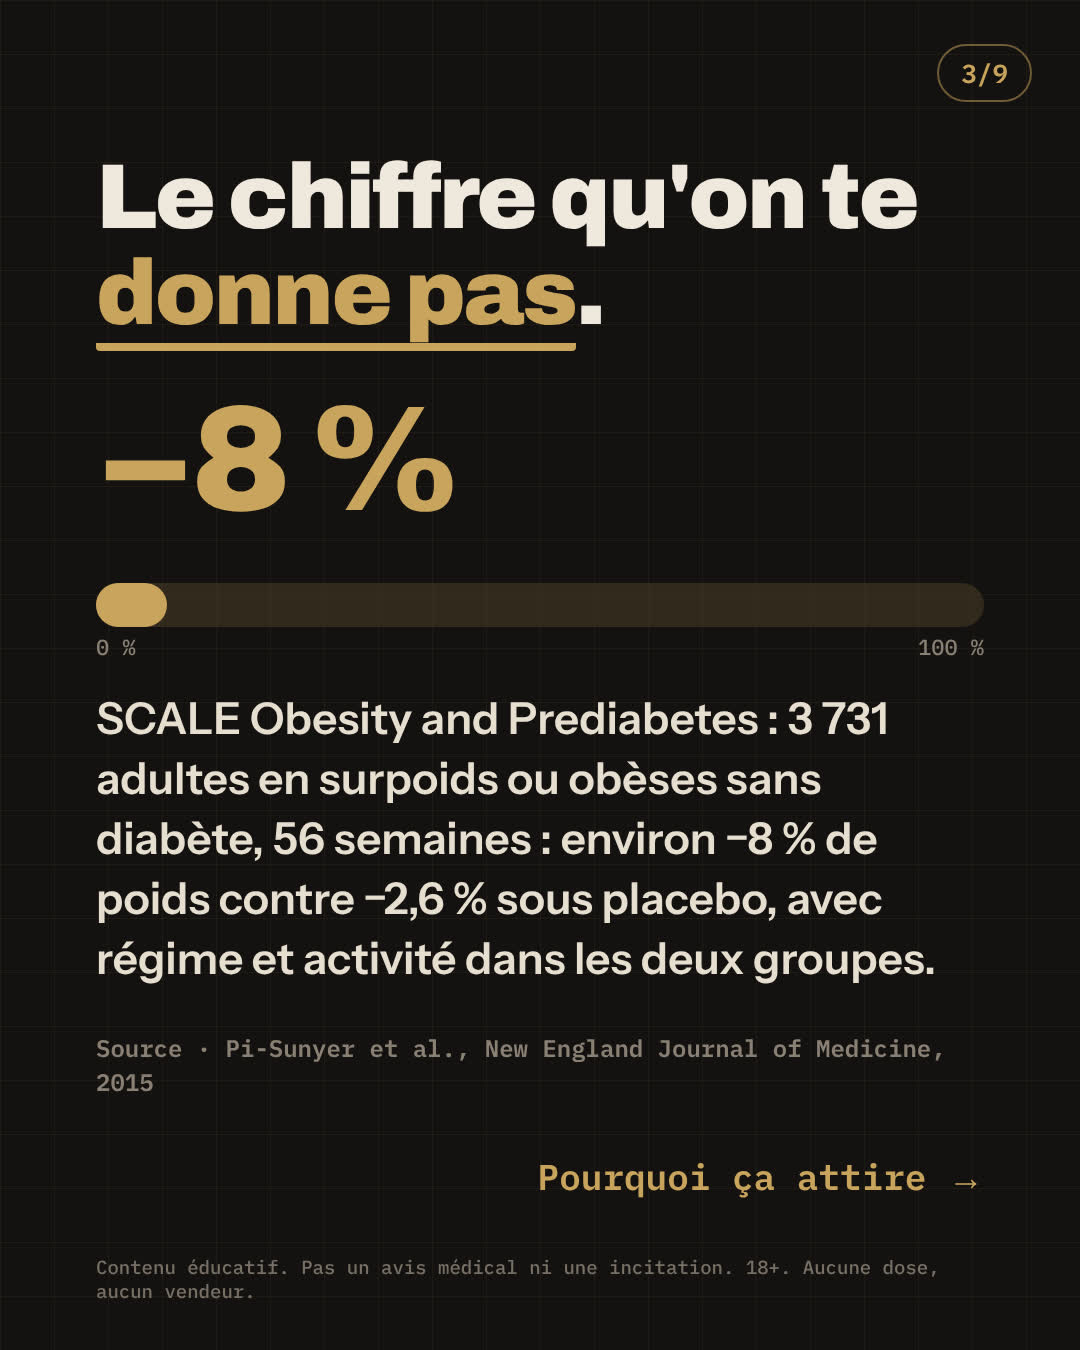 3/9
Le chiffre qu'on te
donne pas.
−8 %
0 %
100 %
SCALE Obesity and Prediabetes : 3 731
adultes en surpoids ou obèses sans
diabète, 56 semaines : environ −8 % de
poids contre −2,6 % sous placebo, avec
régime et activité dans les deux groupes.
Source · Pi-Sunyer et al., New England Journal of Medicine,
2015
Pourquoi ça attire →
Contenu éducatif. Pas un avis médical ni une incitation. 18+. Aucune dose,
aucun vendeur.